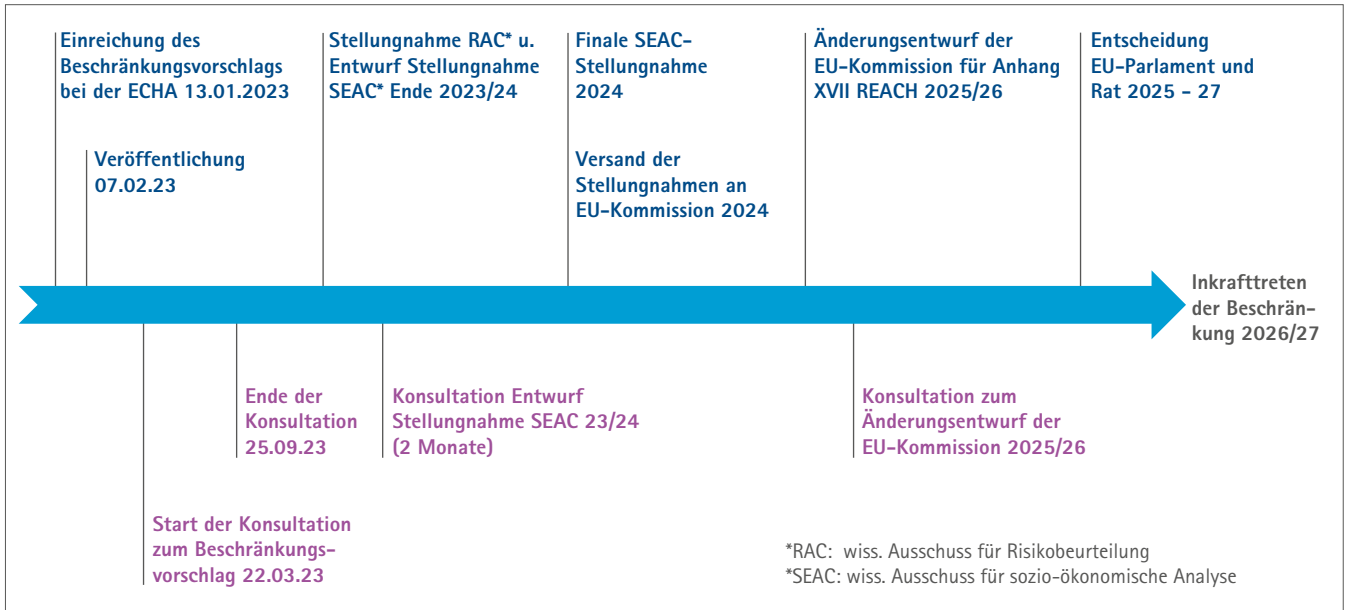 Einreichung des
Beschränkungsvorschlags
bei der ECHA 13.01.2023
Veröffentlichung
07.02.23
Stellungnahme RAC* u.
Entwurf Stellungnahme
SEAC* Ende 2023/24
Finale SEAC-
Stellungnahme
2024
Versand der
Stellungnahmen an
EU-Kommission 2024
Änderungsentwurf der
EU-Kommission für Anhang
XVII REACH 2025/26
Entscheidung
EU-Parlament und
Rat 2025 - 27
Inkrafttreten
der Beschrän-
kung 2026/27
Start der Konsultation
zum Beschränkungs-
vorschlag 22.03.23
Ende der
Konsultation
25.09.23
Konsultation Entwurf
Stellungnahme SEAC 23/24
(2 Monate)
Konsultation zum
Änderungsentwurf der
EU-Kommission 2025/26
*RAC: wiss. Ausschuss für Risikobeurteilung
*SEAC: wiss. Ausschuss für sozio-ökonomische Analyse